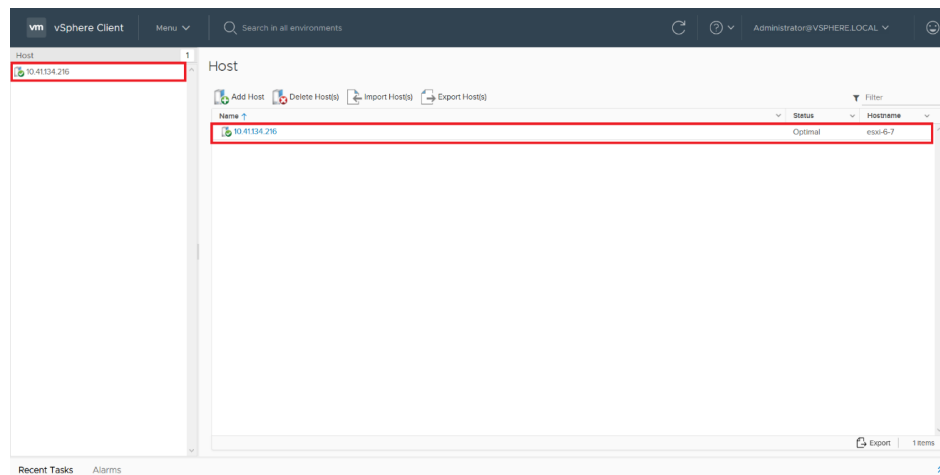 vm vSphere Client Menu Search in all environments Administrator@VSPHERE.LOCAL
Host 1
10.41.134.216
Host
Add Host Delete Host(s) Import Host(s) Export Host(s)
Filter
Name Status Hostname
10.41.134.216 Optimal esxi-6-7
Export 1 items
Recent Tasks Alarms